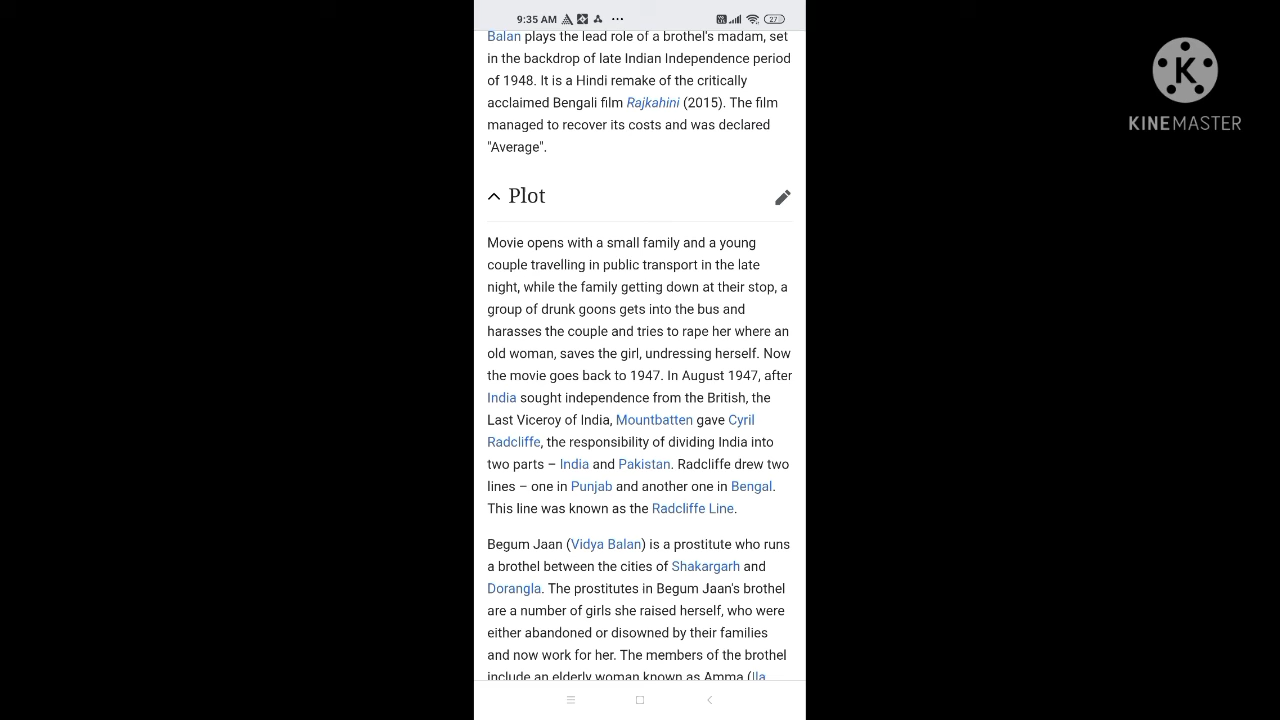 9:35 AM
27
Balan plays the lead role of a brothel's madam, set
in the backdrop of late Indian Independence period
of 1948. It is a Hindi remake of the critically
acclaimed Bengali film Rajkahini (2015). The film
managed to recover its costs and was declared
"Average".
Plot
Movie opens with a small family and a young
couple travelling in public transport in the late
night, while the family getting down at their stop, a
group of drunk goons gets into the bus and
harasses the couple and tries to rape her where an
old woman, saves the girl, undressing herself. Now
the movie goes back to 1947. In August 1947, after
India sought independence from the British, the
Last Viceroy of India, Mountbatten gave Cyril
Radcliffe, the responsibility of dividing India into
two parts – India and Pakistan. Radcliffe drew two
lines – one in Punjab and another one in Bengal.
This line was known as the Radcliffe Line.
Begum Jaan (Vidya Balan) is a prostitute who runs
a brothel between the cities of Shakargarh and
Dorangla. The prostitutes in Begum Jaan's brothel
are a number of girls she raised herself, who were
either abandoned or disowned by their families
and now work for her. The members of the brothel
include an elderly woman known as Amma (Ila
K
KINEMASTER